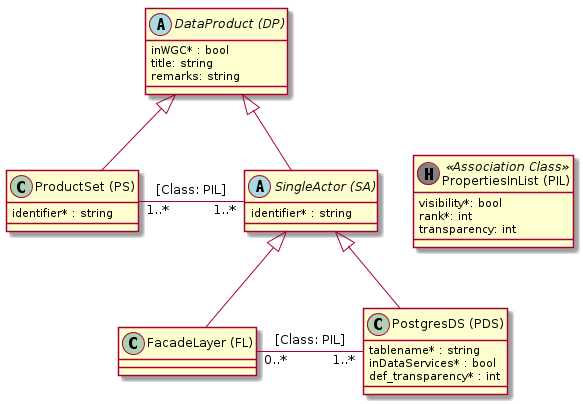 A DataProduct (DP)
inWGC* : bool
title: string
remarks: string
C ProductSet (PS)
identifier* : string
[Class: PIL]
1..* 1..*
A SingleActor (SA)
identifier* : string
H «Association Class»
PropertiesInList (PIL)
visibility*: bool
rank*: int
transparency: int
C FacadeLayer (FL)
[Class: PIL]
0..* 1..*
C PostgresDS (PDS)
tablename* : string
inDataServices* : bool
def_transparency* : int